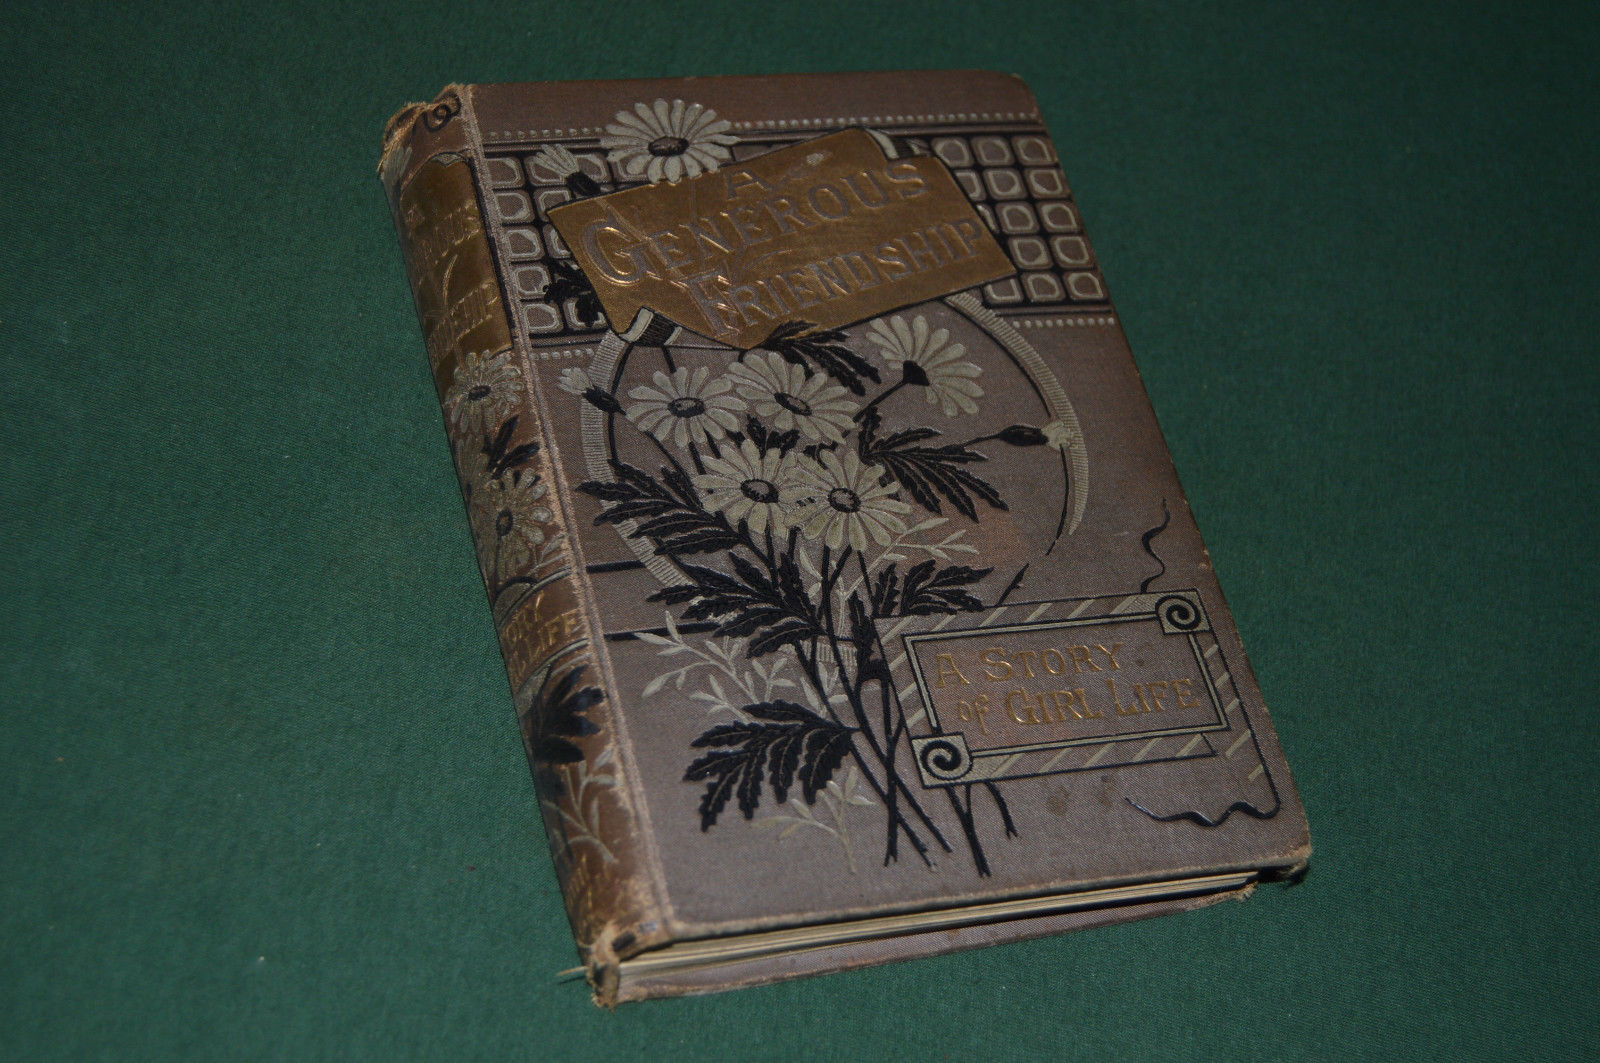 A
GENEROUS
FRIENDSHIP
A STORY
of GIRL LIFE